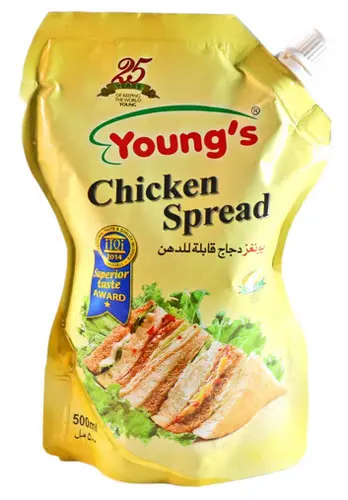 25
YEARS
OF KEEPING
THE WORLD
YOUNG
Young's
®
Chicken
Spread
يونغز دجاج قابلة للدهن
iTQi
2014
Superior
taste
AWARD
500ml
٥٠٠ مل